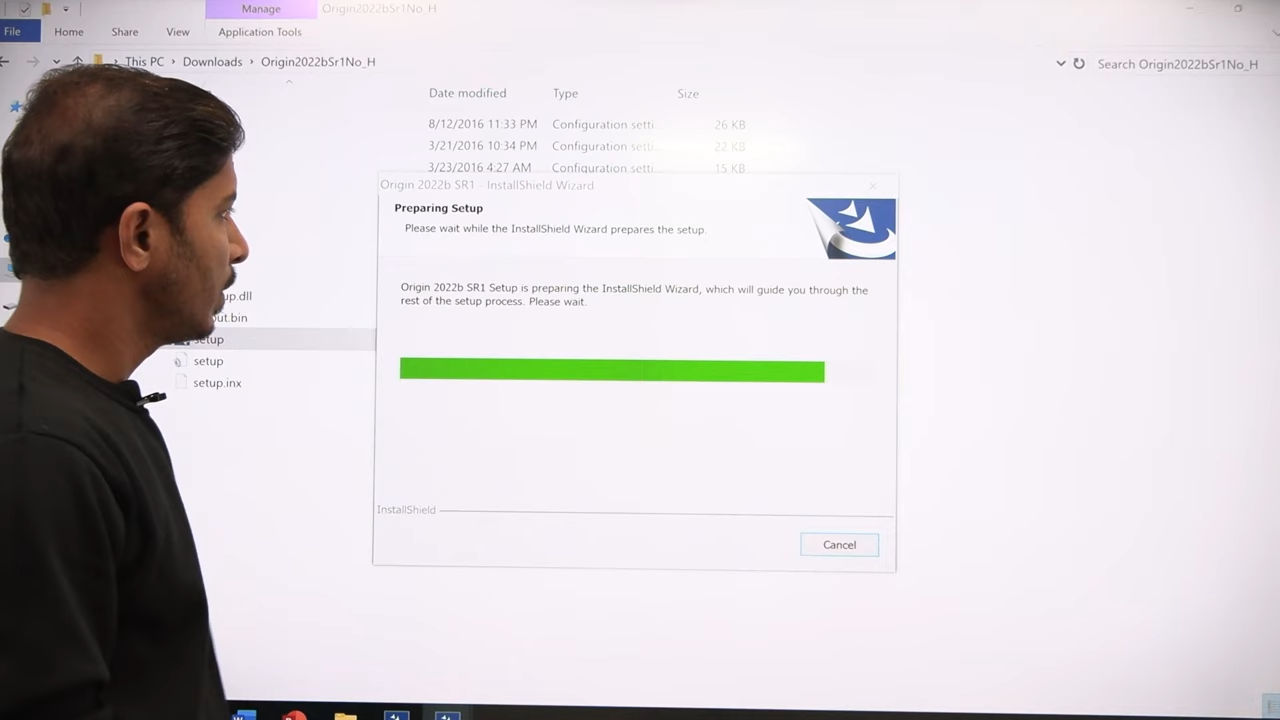 Manage
Origin2022bSr1No_H
File
Home
Share
View
Application Tools
This PC
Downloads
Origin2022bSr1No_H
Search Origin2022bSr1No_H
Date modified
Type
Size
8/12/2016 11:33 PM
Configuration setti...
26 KB
3/21/2016 10:34 PM
Configuration setti...
22 KB
3/23/2016 4:27 AM
Configuration setti...
15 KB
Origin 2022b SR1 - InstallShield Wizard
Preparing Setup
Please wait while the InstallShield Wizard prepares the setup.
Origin 2022b SR1 Setup is preparing the InstallShield Wizard, which will guide you through the
rest of the setup process. Please wait.
up.dll
out.bin
setup
setup
setup.inx
InstallShield
Cancel